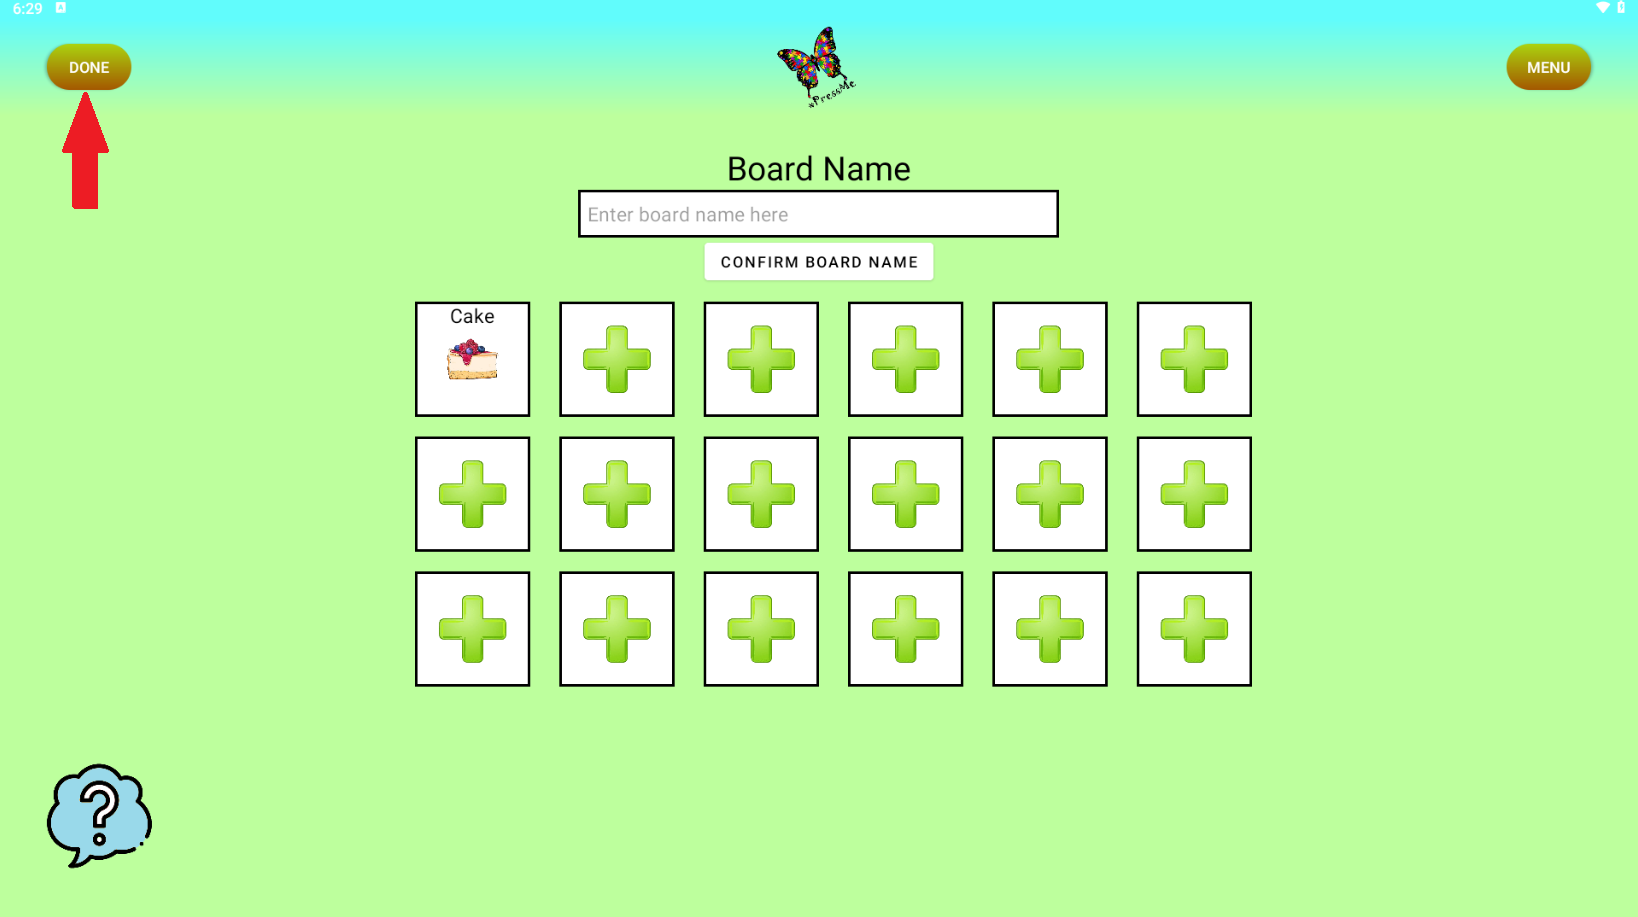 6:29
DONE
MENU
*PressMe
Board Name
Enter board name here
CONFIRM BOARD NAME
Cake
?